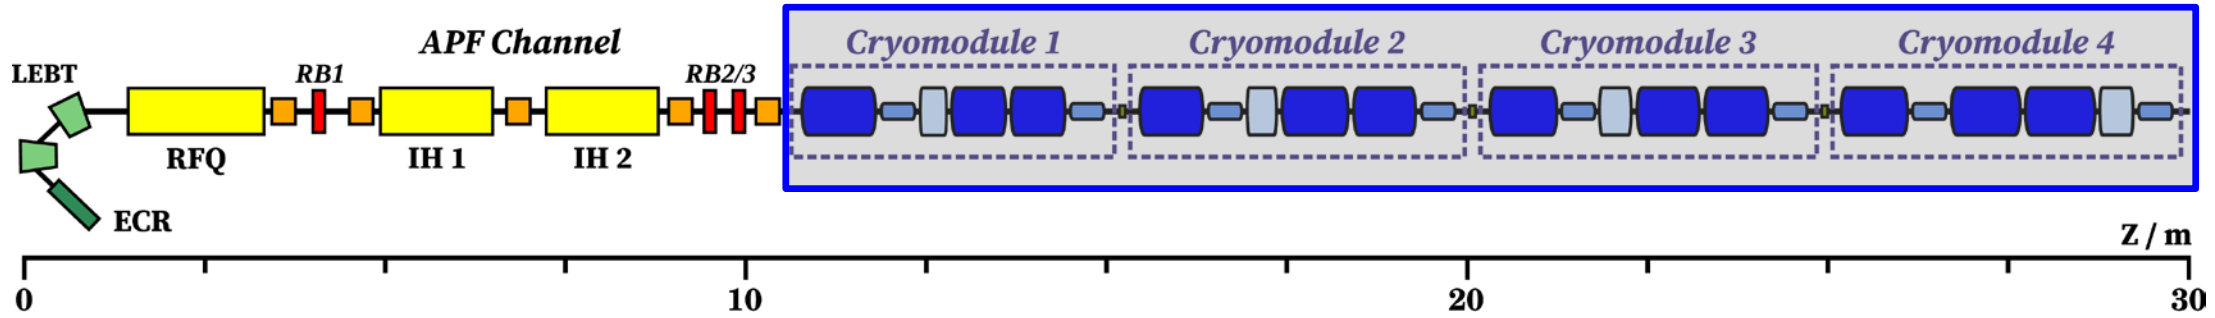 APF Channel
Cryomodule 1
Cryomodule 2
Cryomodule 3
Cryomodule 4
LEBT
RB1
RB2/3
RFQ
IH 1
IH 2
ECR
Z / m
0
10
20
30